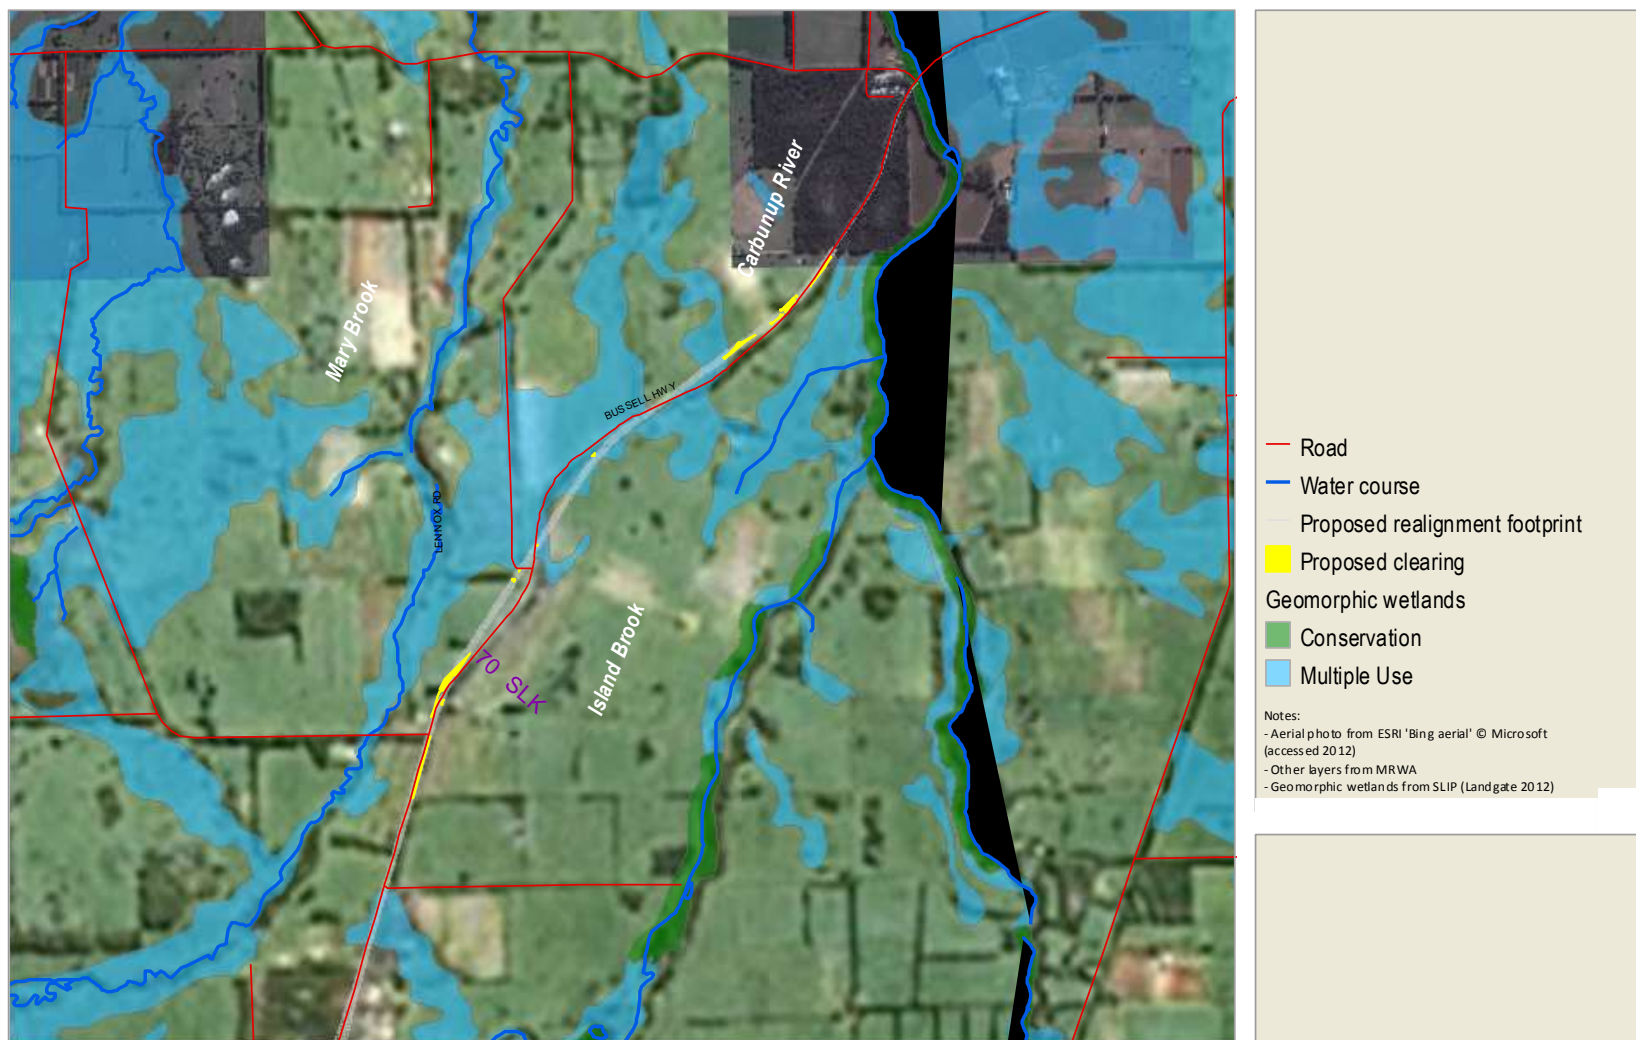 Carbunup River
Mary Brook
BUSSELL HWY
LENNOX RD
Island Brook
70 SLK
Road
Water course
Proposed realignment footprint
Proposed clearing
Geomorphic wetlands
Conservation
Multiple Use
Notes:
- Aerial photo from ESRI 'Bing aerial' © Microsoft
(accessed 2012)
- Other layers from MRWA
- Geomorphic wetlands from SLIP (Landgate 2012)